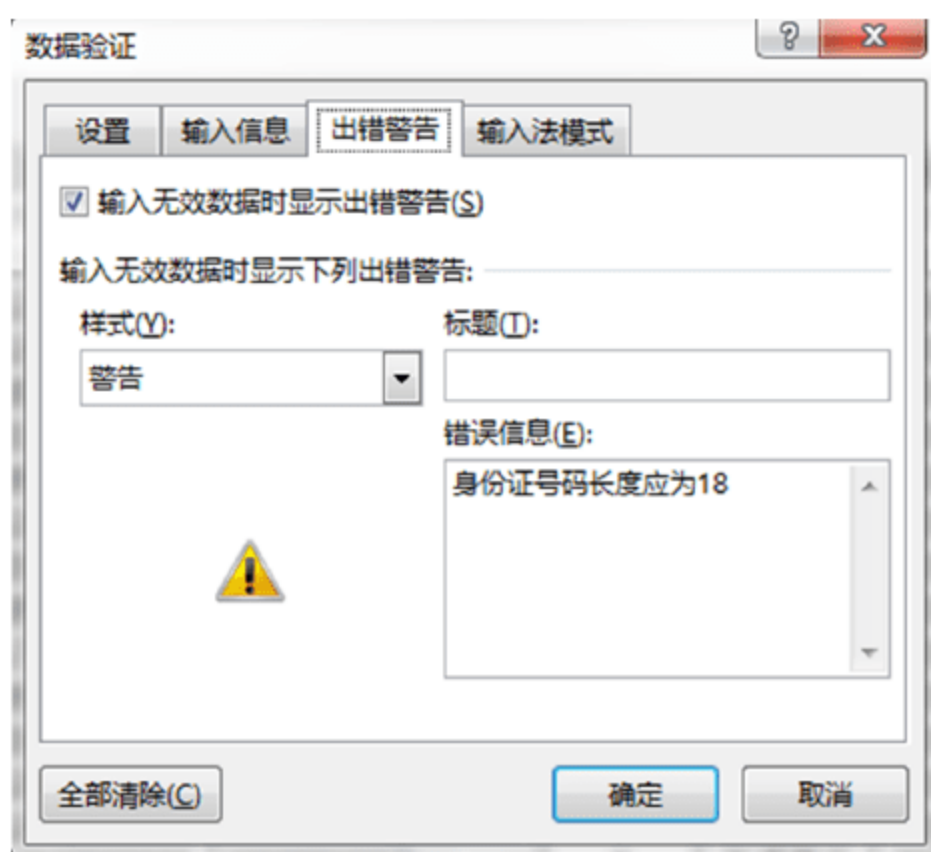 数据验证
设置 输入信息 出错警告 输入法模式
输入无效数据时显示出错警告(S)
输入无效数据时显示下列出错警告:
样式(Y): 标题(T):
警告
错误信息(E):
身份证号码长度应为18
全部清除(C) 确定 取消